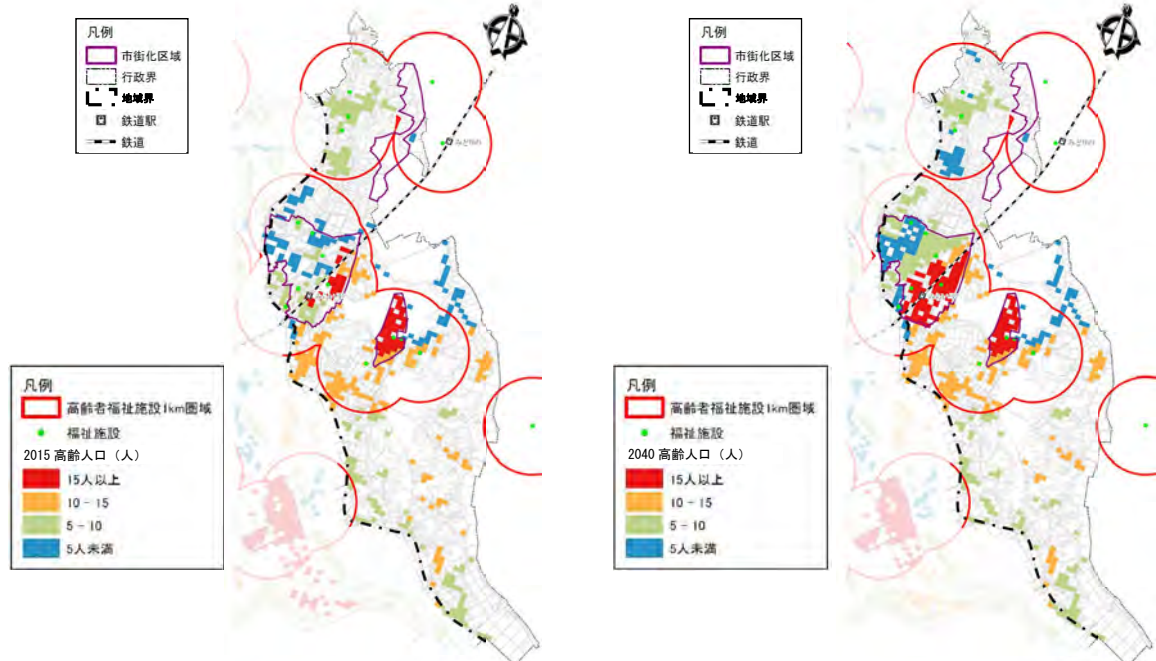 凡例
市街化区域
行政界
地域界
鉄道駅
鉄道
凡例
高齢者福祉施設1km圏域
福祉施設
2015 高齢人口（人）
15人以上
10 - 15
5 - 10
5人未満
凡例
市街化区域
行政界
地域界
鉄道駅
鉄道
凡例
高齢者福祉施設1km圏域
福祉施設
2040 高齢人口（人）
15人以上
10 - 15
5 - 10
5人未満